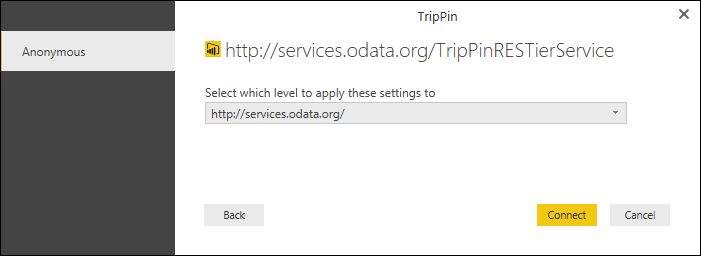 TripPin
Anonymous
http://services.odata.org/TripPinRESTierService
Select which level to apply these settings to
http://services.odata.org/
Back
Connect
Cancel